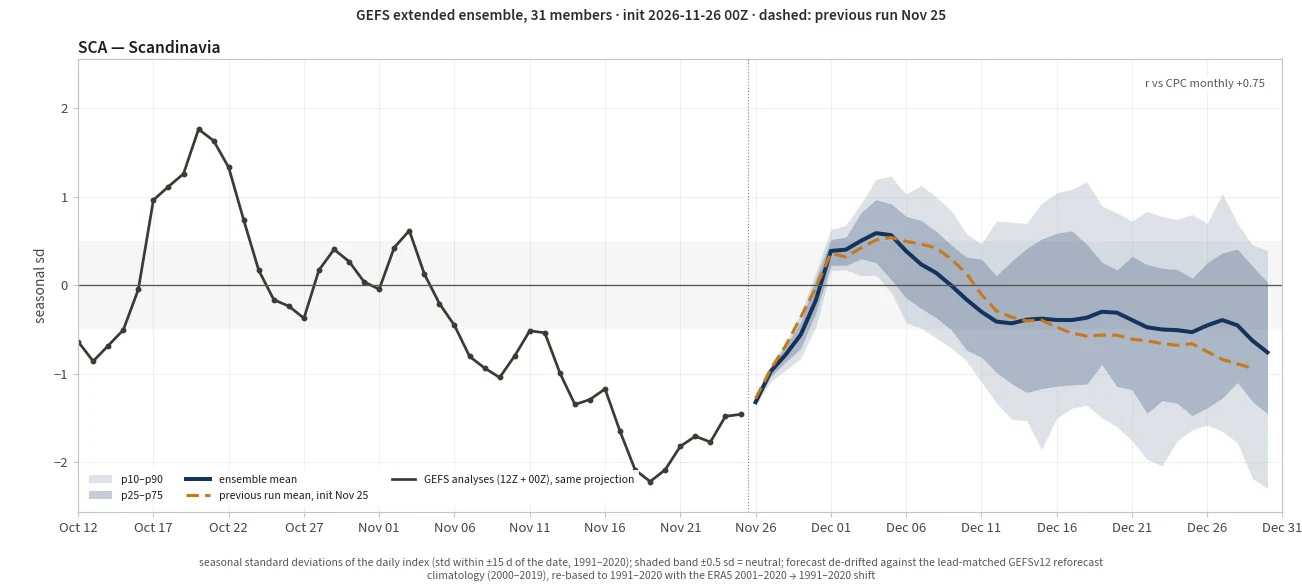 GEFS extended ensemble, 31 members · init 2026-11-26 00Z · dashed: previous run Nov 25
SCA — Scandinavia
r vs CPC monthly +0.75
seasonal sd
2
1
0
−1
−2
p10–p90
ensemble mean
GEFS analyses (12Z + 00Z), same projection
p25–p75
previous run mean, init Nov 25
Oct 12 Oct 17 Oct 22 Oct 27 Nov 01 Nov 06 Nov 11 Nov 16 Nov 21 Nov 26 Dec 01 Dec 06 Dec 11 Dec 16 Dec 21 Dec 26 Dec 31
seasonal standard deviations of the daily index (std within ±15 d of the date, 1991–2020); shaded band ±0.5 sd = neutral; forecast de-drifted against the lead-matched GEFSv12 reforecast
climatology (2000–2019), re-based to 1991–2020 with the ERA5 2001–2020 → 1991–2020 shift